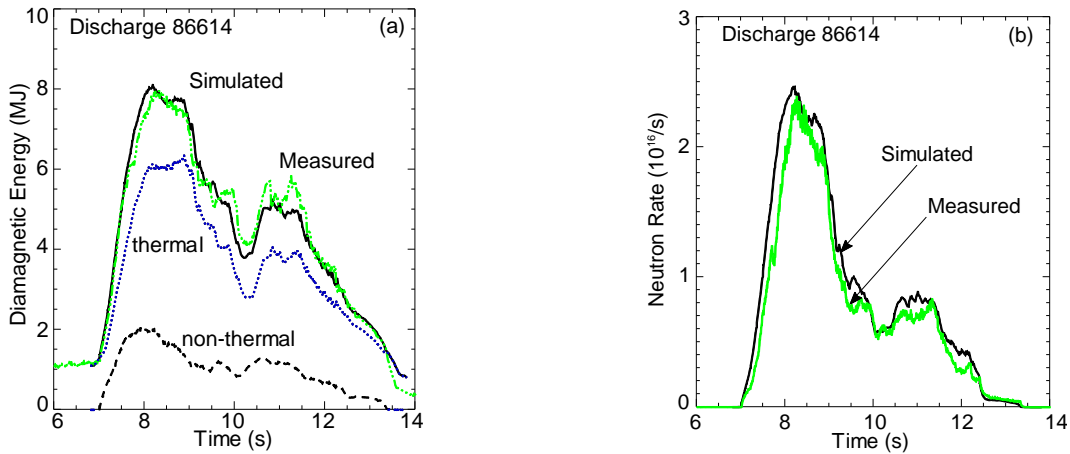 Discharge 86614
(a)
Diamagnetic Energy (MJ)
10
8
6
4
2
0
Simulated
Measured
thermal
non-thermal
6 8 10 12 14
Time (s)
Discharge 86614
(b)
Neutron Rate (10¹⁶/s)
3
2
1
0
Simulated
Measured
6 8 10 12 14
Time (s)